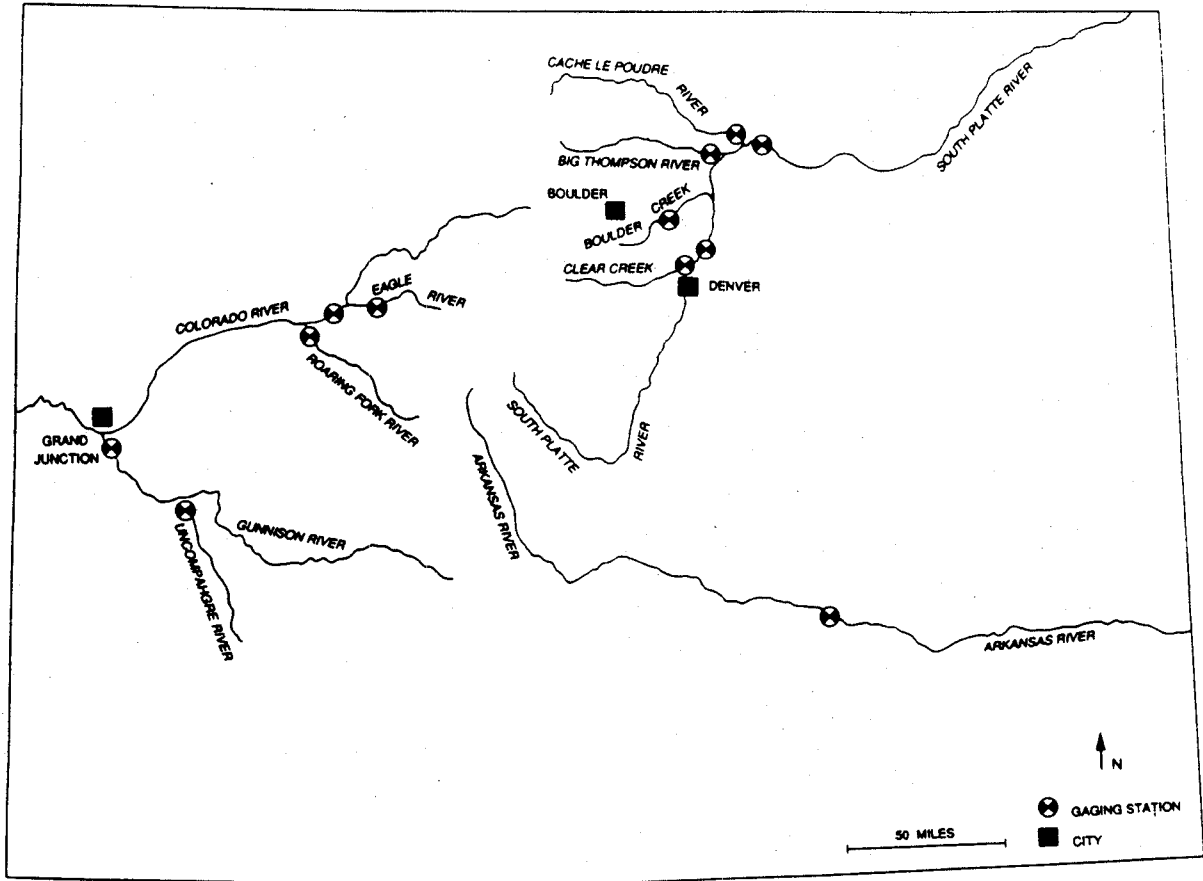 CACHE LE POUDRE
RIVER
SOUTH PLATTE RIVER
BIG THOMPSON RIVER
BOULDER
CREEK
BOULDER
CLEAR CREEK
DENVER
EAGLE
RIVER
COLORADO RIVER
ROARING FORK RIVER
SOUTH PLATTE
RIVER
GRAND
JUNCTION
ARKANSAS RIVER
GUNNISON RIVER
UNCOMPAHGRE RIVER
ARKANSAS RIVER
N
GAGING STATION
50 MILES
CITY